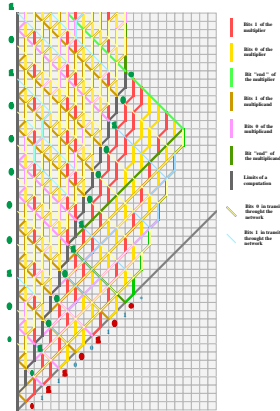 Bits 1 of the
multiplier
Bits 0 of the
multiplier
Bit "end" of
the multiplier
Bits 1 of the
multiplicand
Bits 0 of the
multiplicand
Bit "end" of
the multiplicand
Limits of a
computation
Bits 0 in transit
throught the
network
Bits 1 in transit
throught the
network